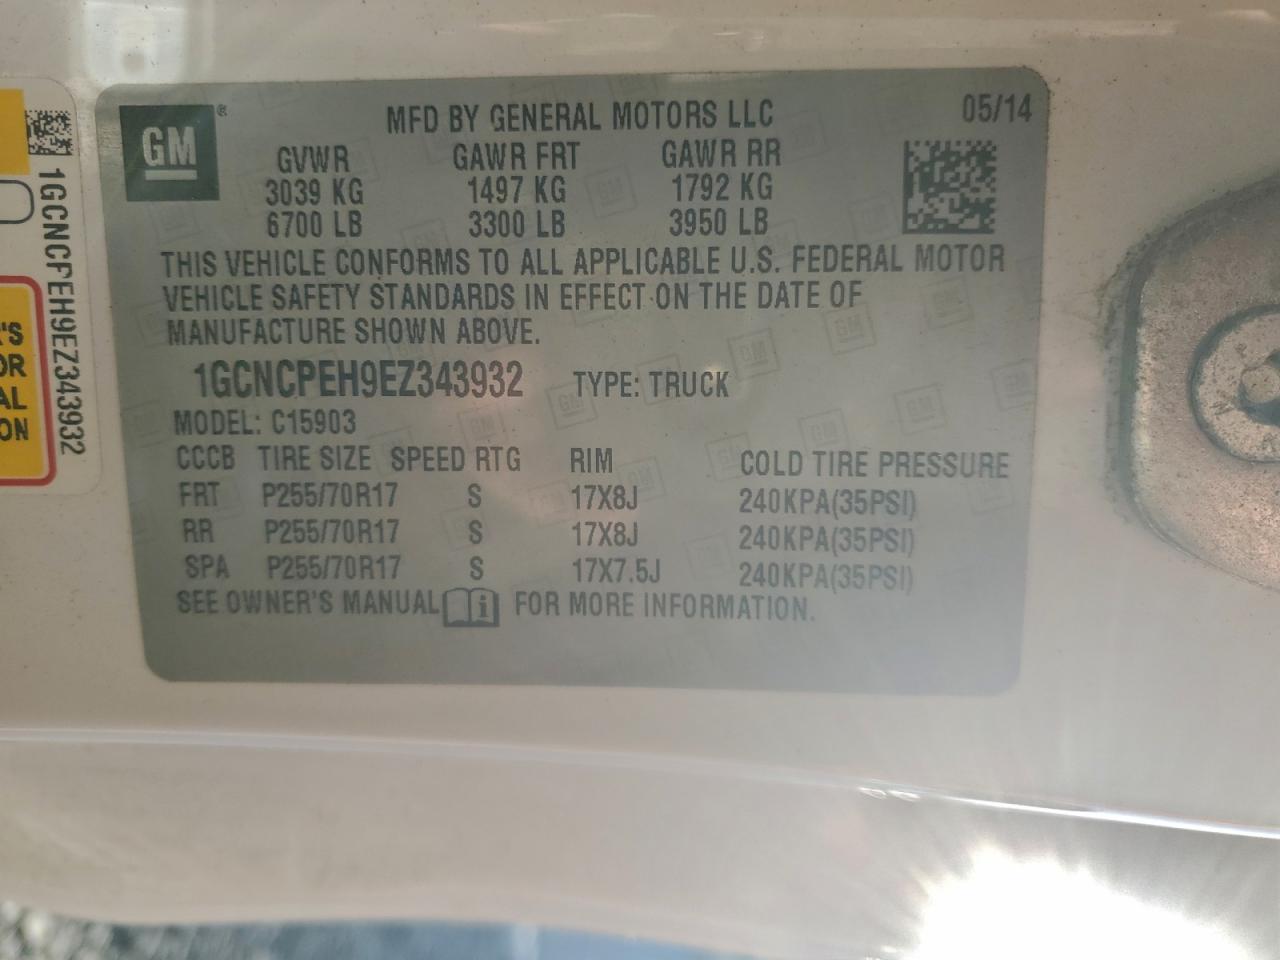 1GCNCPEH9EZ343932
'S
OR
AL
ON
GM®
MFD BY GENERAL MOTORS LLC 05/14
GVWR GAWR FRT GAWR RR
3039 KG 1497 KG 1792 KG
6700 LB 3300 LB 3950 LB
THIS VEHICLE CONFORMS TO ALL APPLICABLE U.S. FEDERAL MOTOR
VEHICLE SAFETY STANDARDS IN EFFECT ON THE DATE OF
MANUFACTURE SHOWN ABOVE.
1GCNCPEH9EZ343932 TYPE: TRUCK
MODEL: C15903
CCCB TIRE SIZE SPEED RTG RIM COLD TIRE PRESSURE
FRT P255/70R17 S 17X8J 240KPA(35PSI)
RR P255/70R17 S 17X8J 240KPA(35PSI)
SPA P255/70R17 S 17X7.5J 240KPA(35PSI)
SEE OWNER'S MANUAL FOR MORE INFORMATION.